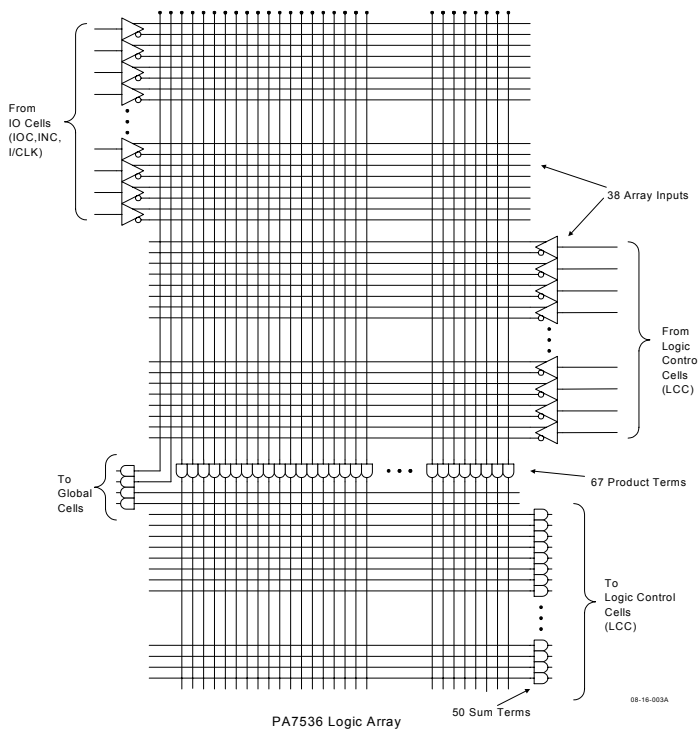 From
IO Cells
(IOC,INC,
I/CLK)
38 Array Inputs
From
Logic
Contro
Cells
(LCC)
To
Global
Cells
67 Product Terms
To
Logic Control
Cells
(LCC)
08-16-003A
50 Sum Terms
PA7536 Logic Array